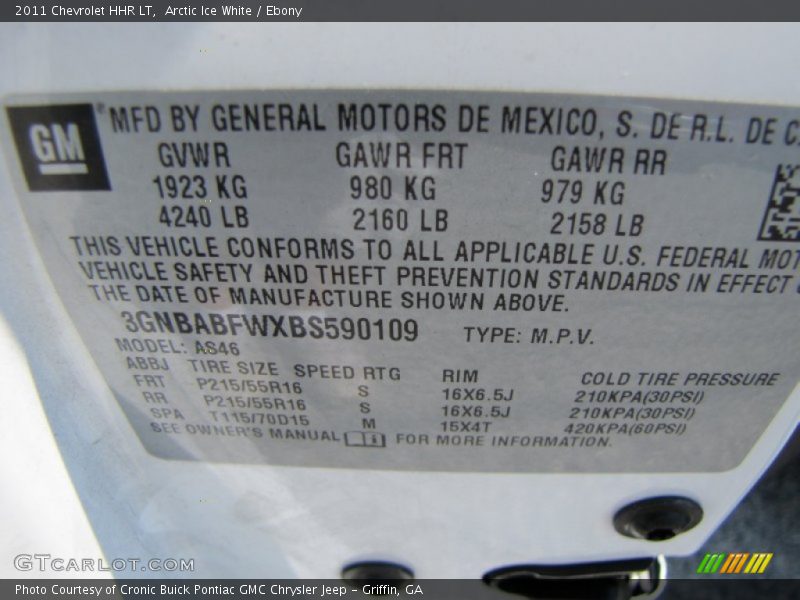 2011 Chevrolet HHR LT,  Arctic Ice White / Ebony
GM
MFD BY GENERAL MOTORS DE MEXICO, S. DE R.L. DE C.
GVWR GAWR FRT GAWR RR
1923 KG 980 KG 979 KG
4240 LB 2160 LB 2158 LB
THIS VEHICLE CONFORMS TO ALL APPLICABLE U.S. FEDERAL MOT
VEHICLE SAFETY AND THEFT PREVENTION STANDARDS IN EFFECT
THE DATE OF MANUFACTURE SHOWN ABOVE.
3GNBABFWXBS590109 TYPE: M.P.V.
MODEL: AS46
ABBJ TIRE SIZE SPEED RTG RIM COLD TIRE PRESSURE
FRT P215/55R16 S 16X6.5J 210KPA(30PSI)
RR P215/55R16 S 16X6.5J 210KPA(30PSI)
SPA T115/70D15 M 15X4T 420KPA(60PSI)
SEE OWNER'S MANUAL FOR MORE INFORMATION.
GTCARLOT.COM
Photo Courtesy of Cronic Buick Pontiac GMC Chrysler Jeep - Griffin, GA